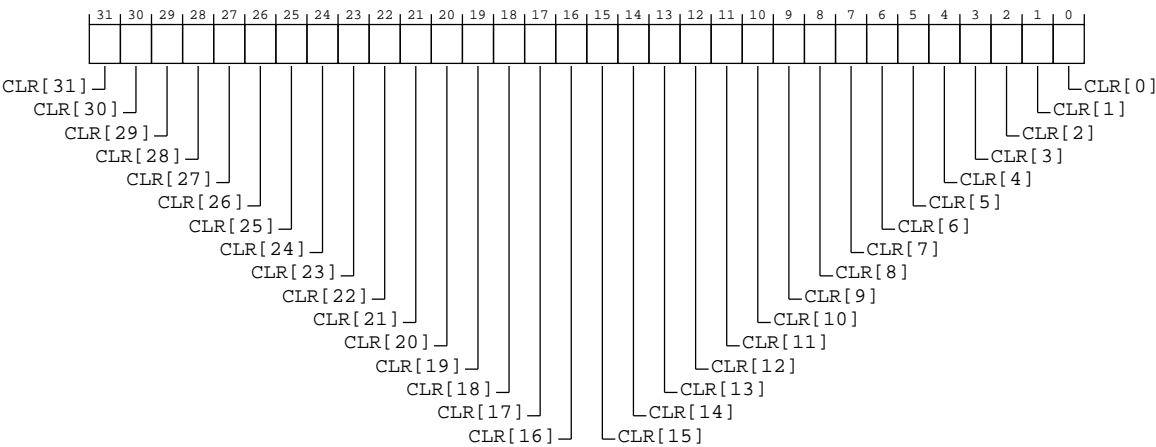 31 30 29 28 27 26 25 24 23 22 21 20 19 18 17 16 15 14 13 12 11 10 9 8 7 6 5 4 3 2 1 0
CLR[31] CLR[0]
CLR[30] CLR[1]
CLR[29] CLR[2]
CLR[28] CLR[3]
CLR[27] CLR[4]
CLR[26] CLR[5]
CLR[25] CLR[6]
CLR[24] CLR[7]
CLR[23] CLR[8]
CLR[22] CLR[9]
CLR[21] CLR[10]
CLR[20] CLR[11]
CLR[19] CLR[12]
CLR[18] CLR[13]
CLR[17] CLR[14]
CLR[16] CLR[15]